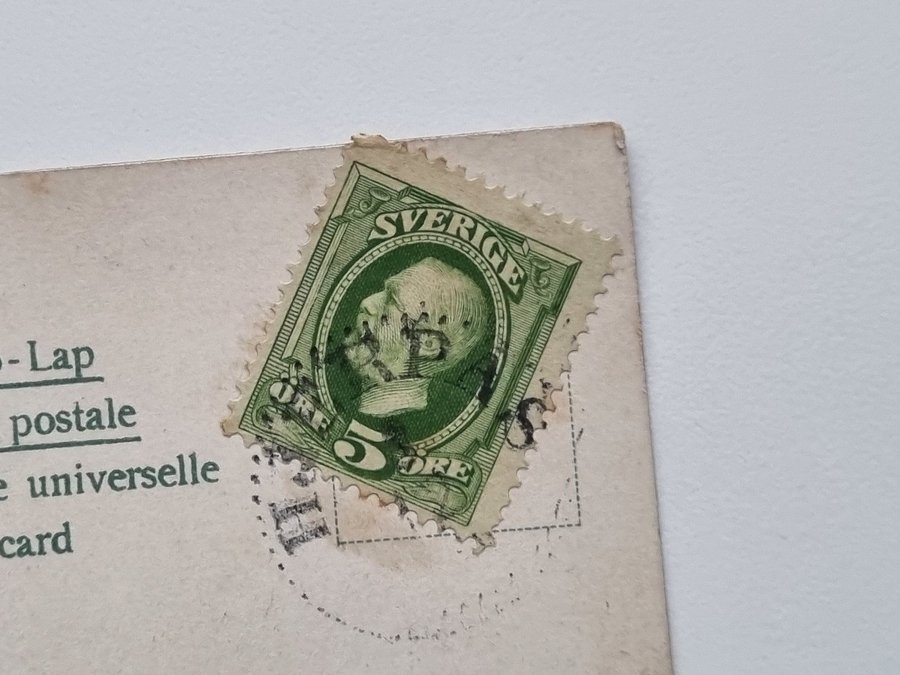 SVERIGE
ÖRE 5 ÖRE
-Lap
postale
universelle
card